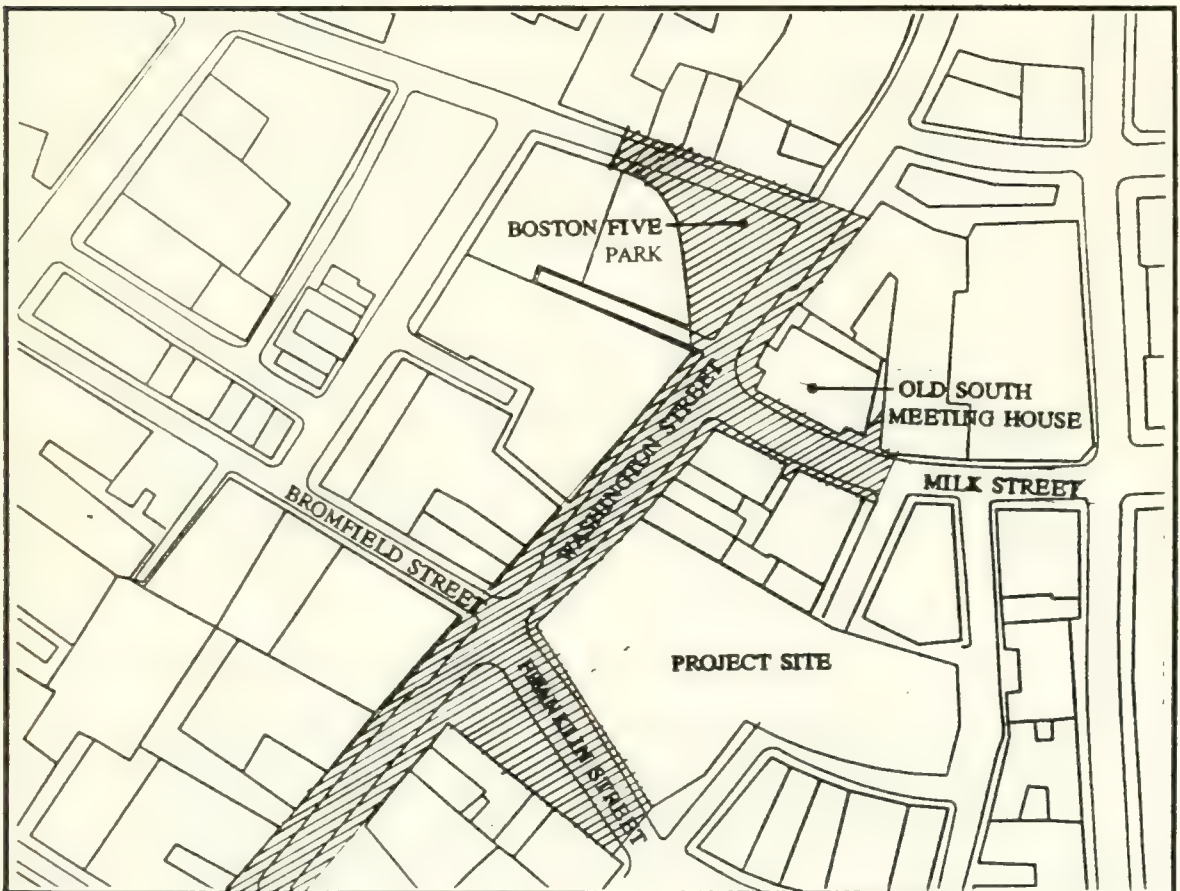 BOSTON FIVE
PARK
OLD SOUTH
MEETING HOUSE
WASHINGTON STREET
MILK STREET
BROMFIELD STREET
PROJECT SITE
FRANKLIN STREET